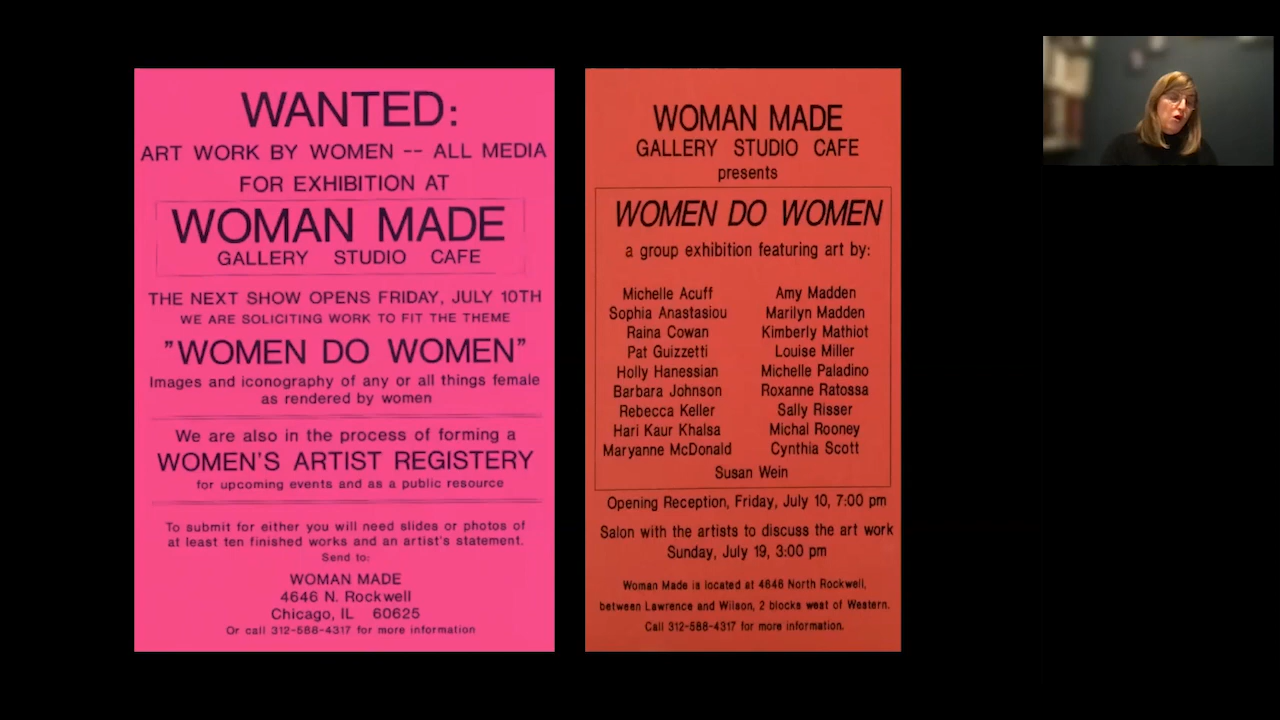 WANTED:
ART WORK BY WOMEN -- ALL MEDIA
FOR EXHIBITION AT
WOMAN MADE
GALLERY STUDIO CAFE
THE NEXT SHOW OPENS FRIDAY, JULY 10TH
WE ARE SOLICITING WORK TO FIT THE THEME
"WOMEN DO WOMEN"
Images and iconography of any or all things female
as rendered by women
We are also in the process of forming a
WOMEN'S ARTIST REGISTERY
for upcoming events and as a public resource
To submit for either you will need slides or photos of
at least ten finished works and an artist's statement.
Send to:
WOMAN MADE
4646 N. Rockwell
Chicago, IL 60625
Or call 312-588-4317 for more information
WOMAN MADE
GALLERY STUDIO CAFE
presents
WOMEN DO WOMEN
a group exhibition featuring art by:
Michelle Acuff
Sophia Anastasiou
Raina Cowan
Pat Guizzetti
Holly Hanessian
Barbara Johnson
Rebecca Keller
Hari Kaur Khalsa
Maryanne McDonald
Amy Madden
Marilyn Madden
Kimberly Mathiot
Louise Miller
Michelle Paladino
Roxanne Ratossa
Sally Risser
Michal Rooney
Cynthia Scott
Susan Wein
Opening Reception, Friday, July 10, 7:00 pm
Salon with the artists to discuss the art work
Sunday, July 19, 3:00 pm
Woman Made is located at 4646 North Rockwell,
between Lawrence and Wilson, 2 blocks west of Western.
Call 312-588-4317 for more information.